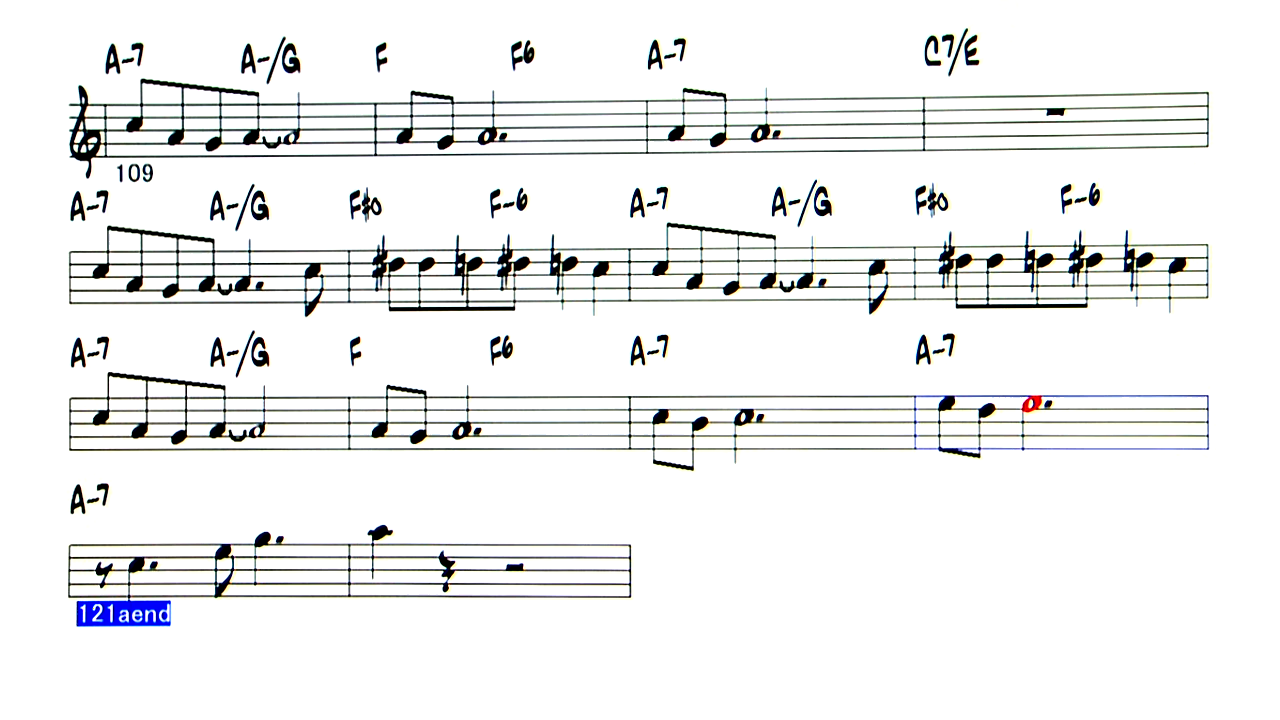 A-7 A-/G F F6 A-7 C7/E
109
A-7 A-/G F#o F-6 A-7 A-/G F#o F-6
A-7 A-/G F F6 A-7 A-7
A-7
121aend